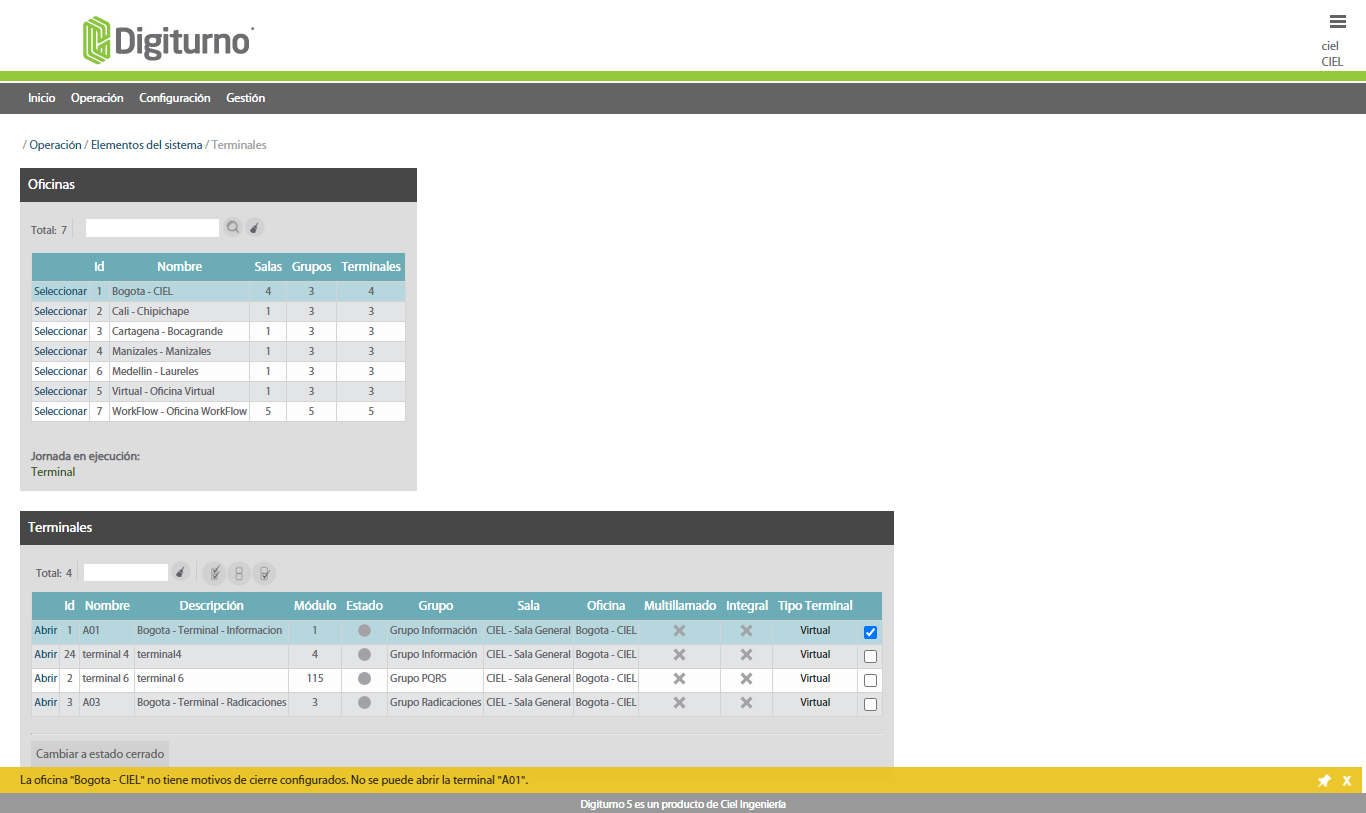 Digiturno
ciel
CIEL
Inicio Operación Configuración Gestión
/ Operación / Elementos del sistema / Terminales
Oficinas
Total: 7
Id Nombre Salas Grupos Terminales
Seleccionar 1 Bogota - CIEL 4 3 4
Seleccionar 2 Cali - Chipichape 1 3 3
Seleccionar 3 Cartagena - Bocagrande 1 3 3
Seleccionar 4 Manizales - Manizales 1 3 3
Seleccionar 6 Medellin - Laureles 1 3 3
Seleccionar 5 Virtual - Oficina Virtual 1 3 3
Seleccionar 7 WorkFlow - Oficina WorkFlow 5 5 5
Jornada en ejecución:
Terminal
Terminales
Total: 4
Id Nombre Descripción Módulo Estado Grupo Sala Oficina Multillamado Integral Tipo Terminal
Abrir 1 A01 Bogota - Terminal - Informacion 1 Grupo Información CIEL - Sala General Bogota - CIEL Virtual
Abrir 24 terminal 4 terminal4 4 Grupo Información CIEL - Sala General Bogota - CIEL Virtual
Abrir 2 terminal 6 terminal 6 115 Grupo PQRS CIEL - Sala General Bogota - CIEL Virtual
Abrir 3 A03 Bogota - Terminal - Radicaciones 3 Grupo Radicaciones CIEL - Sala General Bogota - CIEL Virtual
Cambiar a estado cerrado
La oficina "Bogota - CIEL" no tiene motivos de cierre configurados. No se puede abrir la terminal "A01". X
Digiturno 5 es un producto de Ciel Ingeniería